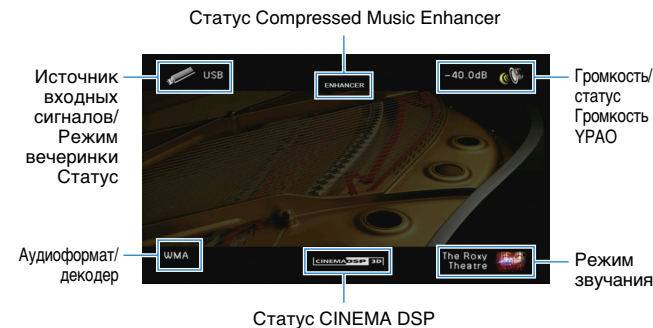 Статус Compressed Music Enhancer
Источник
входных
сигналов/
Режим
вечеринки
Статус
USB
ENHANCER
-40.0dB
Громкость/
статус
Громкость
YPAO
Аудиоформат/
декодер
WMA
CINEMA DSP 3D
The Roxy
Theatre
Режим
звучания
Статус CINEMA DSP